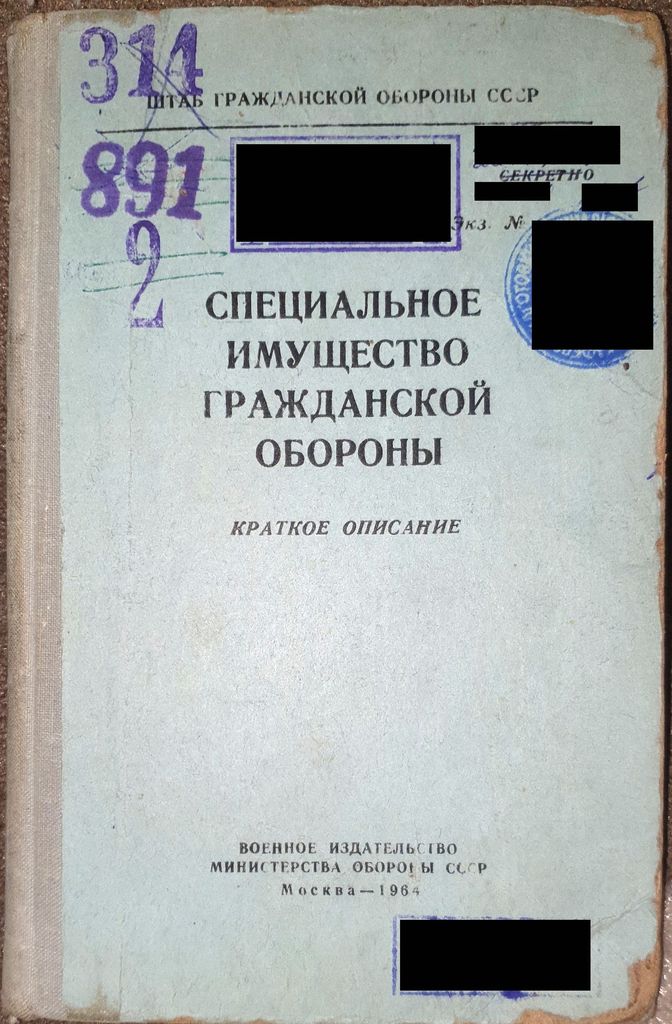 314
ШТАБ ГРАЖДАНСКОЙ ОБОРОНЫ СССР
891
СЕКРЕТНО
Экз. №
2
СПЕЦИАЛЬНОЕ
ИМУЩЕСТВО
ГРАЖДАНСКОЙ
ОБОРОНЫ
КРАТКОЕ ОПИСАНИЕ
ВОЕННОЕ ИЗДАТЕЛЬСТВО
МИНИСТЕРСТВА ОБОРОНЫ СССР
Москва — 1964